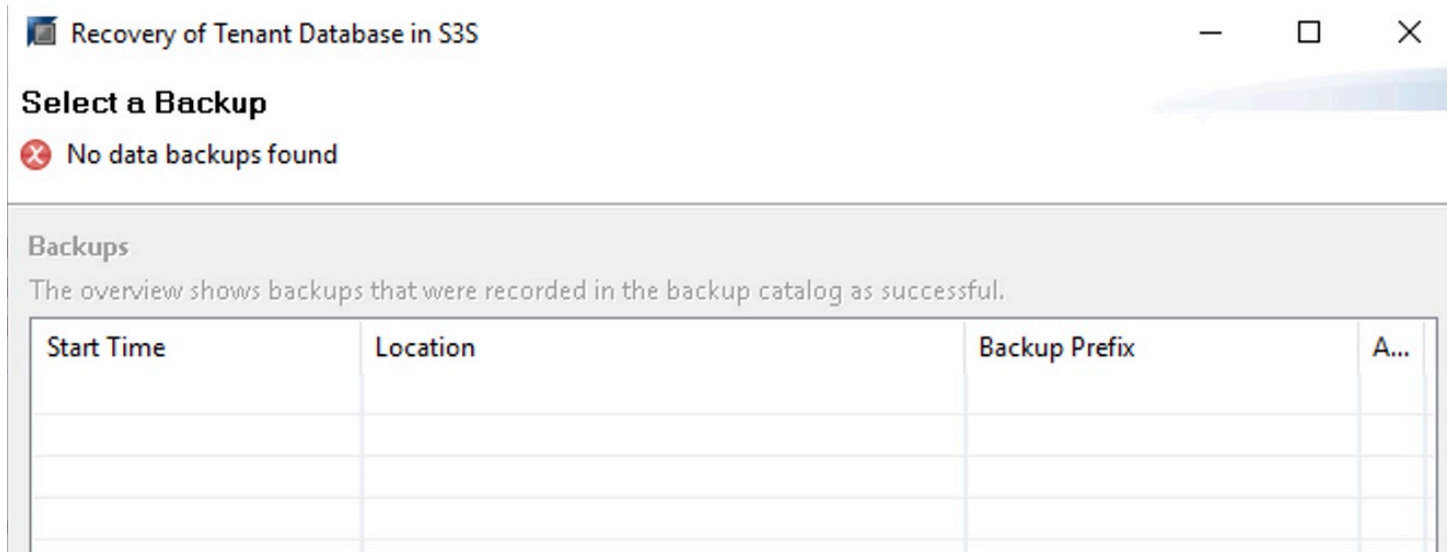 Recovery of Tenant Database in S3S
Select a Backup
No data backups found
Backups
The overview shows backups that were recorded in the backup catalog as successful.
Start Time Location Backup Prefix A...